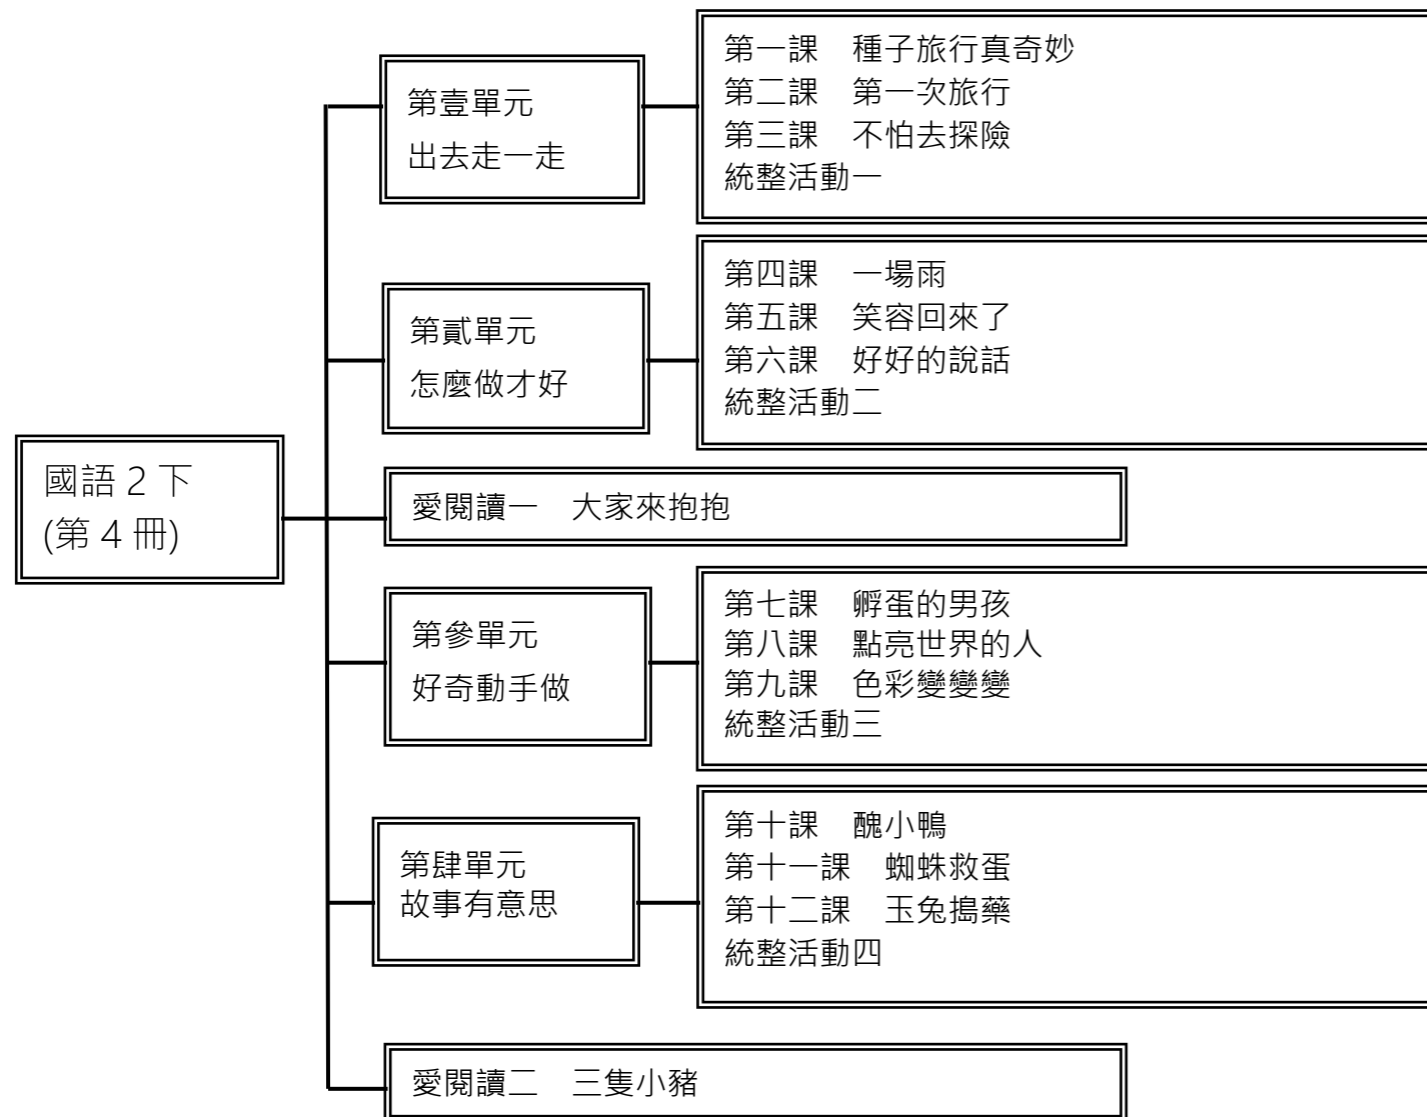 國語 2 下
(第 4 冊)
第壹單元
出去走一走
第一課　種子旅行真奇妙
第二課　第一次旅行
第三課　不怕去探險
統整活動一
第貳單元
怎麼做才好
第四課　一場雨
第五課　笑容回來了
第六課　好好的說話
統整活動二
愛閱讀一　大家來抱抱
第參單元
好奇動手做
第七課　孵蛋的男孩
第八課　點亮世界的人
第九課　色彩變變變
統整活動三
第肆單元
故事有意思
第十課　醜小鴨
第十一課　蜘蛛救蛋
第十二課　玉兔搗藥
統整活動四
愛閱讀二　三隻小豬